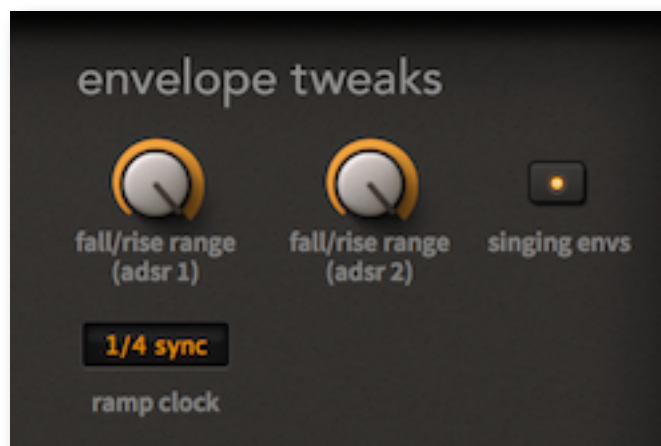 envelope tweaks
fall/rise range
(adsr 1)
fall/rise range
(adsr 2)
singing envs
1/4 sync
ramp clock